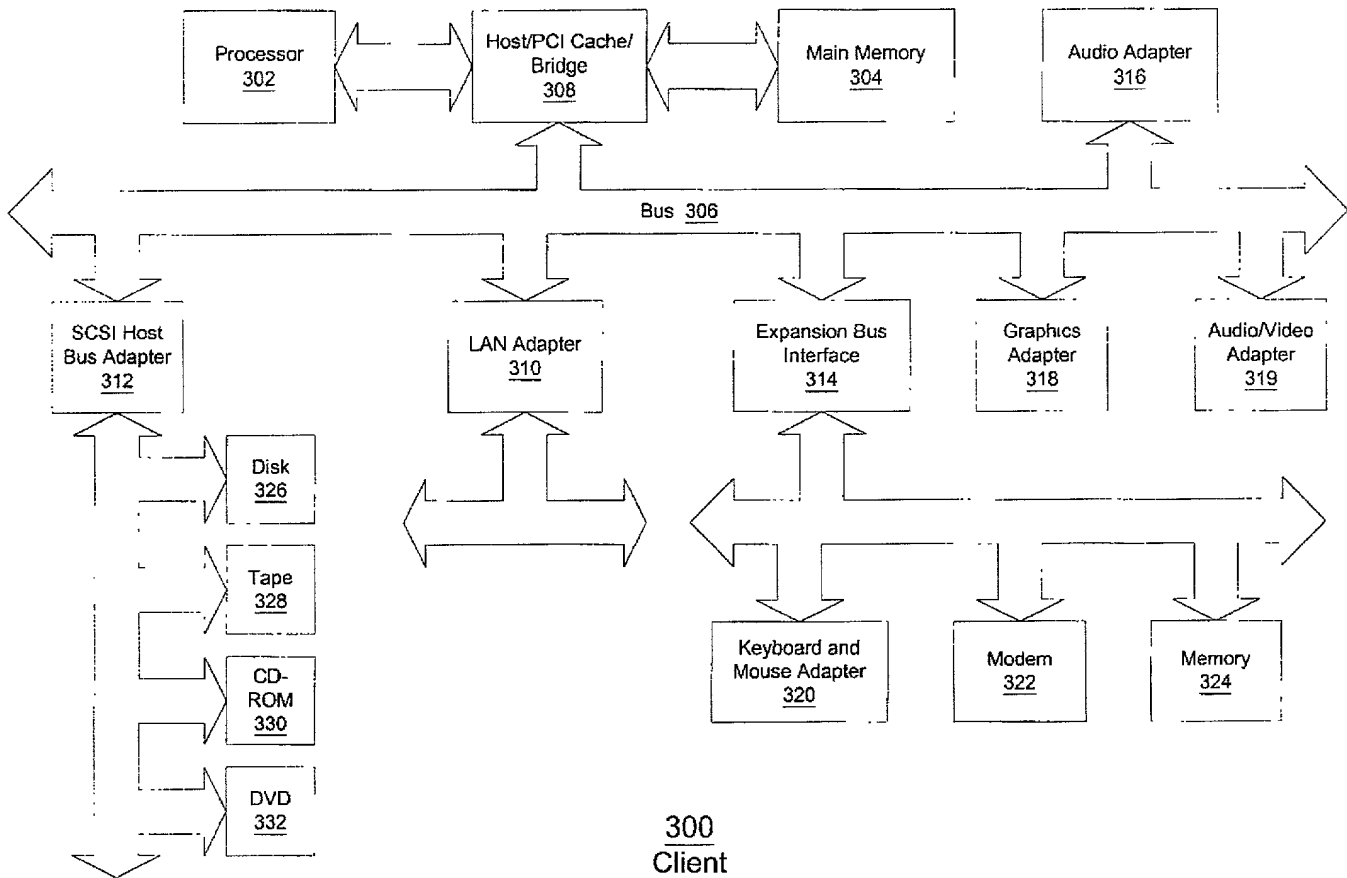 Processor
302
Host/PCI Cache/
Bridge
308
Main Memory
304
Audio Adapter
316
Bus 306
SCSI Host
Bus Adapter
312
LAN Adapter
310
Expansion Bus
Interface
314
Graphics
Adapter
318
Audio/Video
Adapter
319
Disk
326
Tape
328
CD-
ROM
330
DVD
332
Keyboard and
Mouse Adapter
320
Modem
322
Memory
324
300
Client